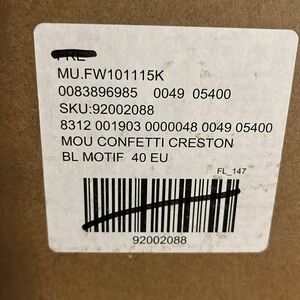 FRE
MU.FW101115K
0083896985 0049 05400
SKU:92002088
8312 001903 0000048 0049 05400
MOU CONFETTI CRESTON
BL MOTIF 40 EU
FL_147
92002088